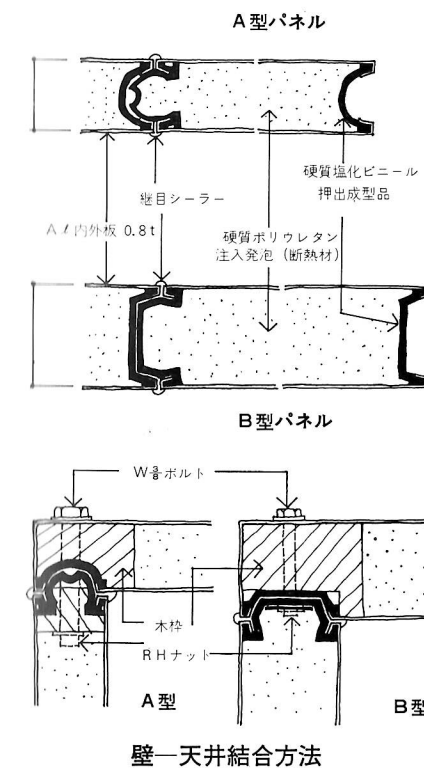 A型パネル
継目シーラー
硬質塩化ビニール
押出成型品
Aℓ内外板 0.8t
硬質ポリウレタン
注入発泡（断熱材）
B型パネル
W⅜ボルト
木枠
RHナット
A型
B型
壁—天井結合方法